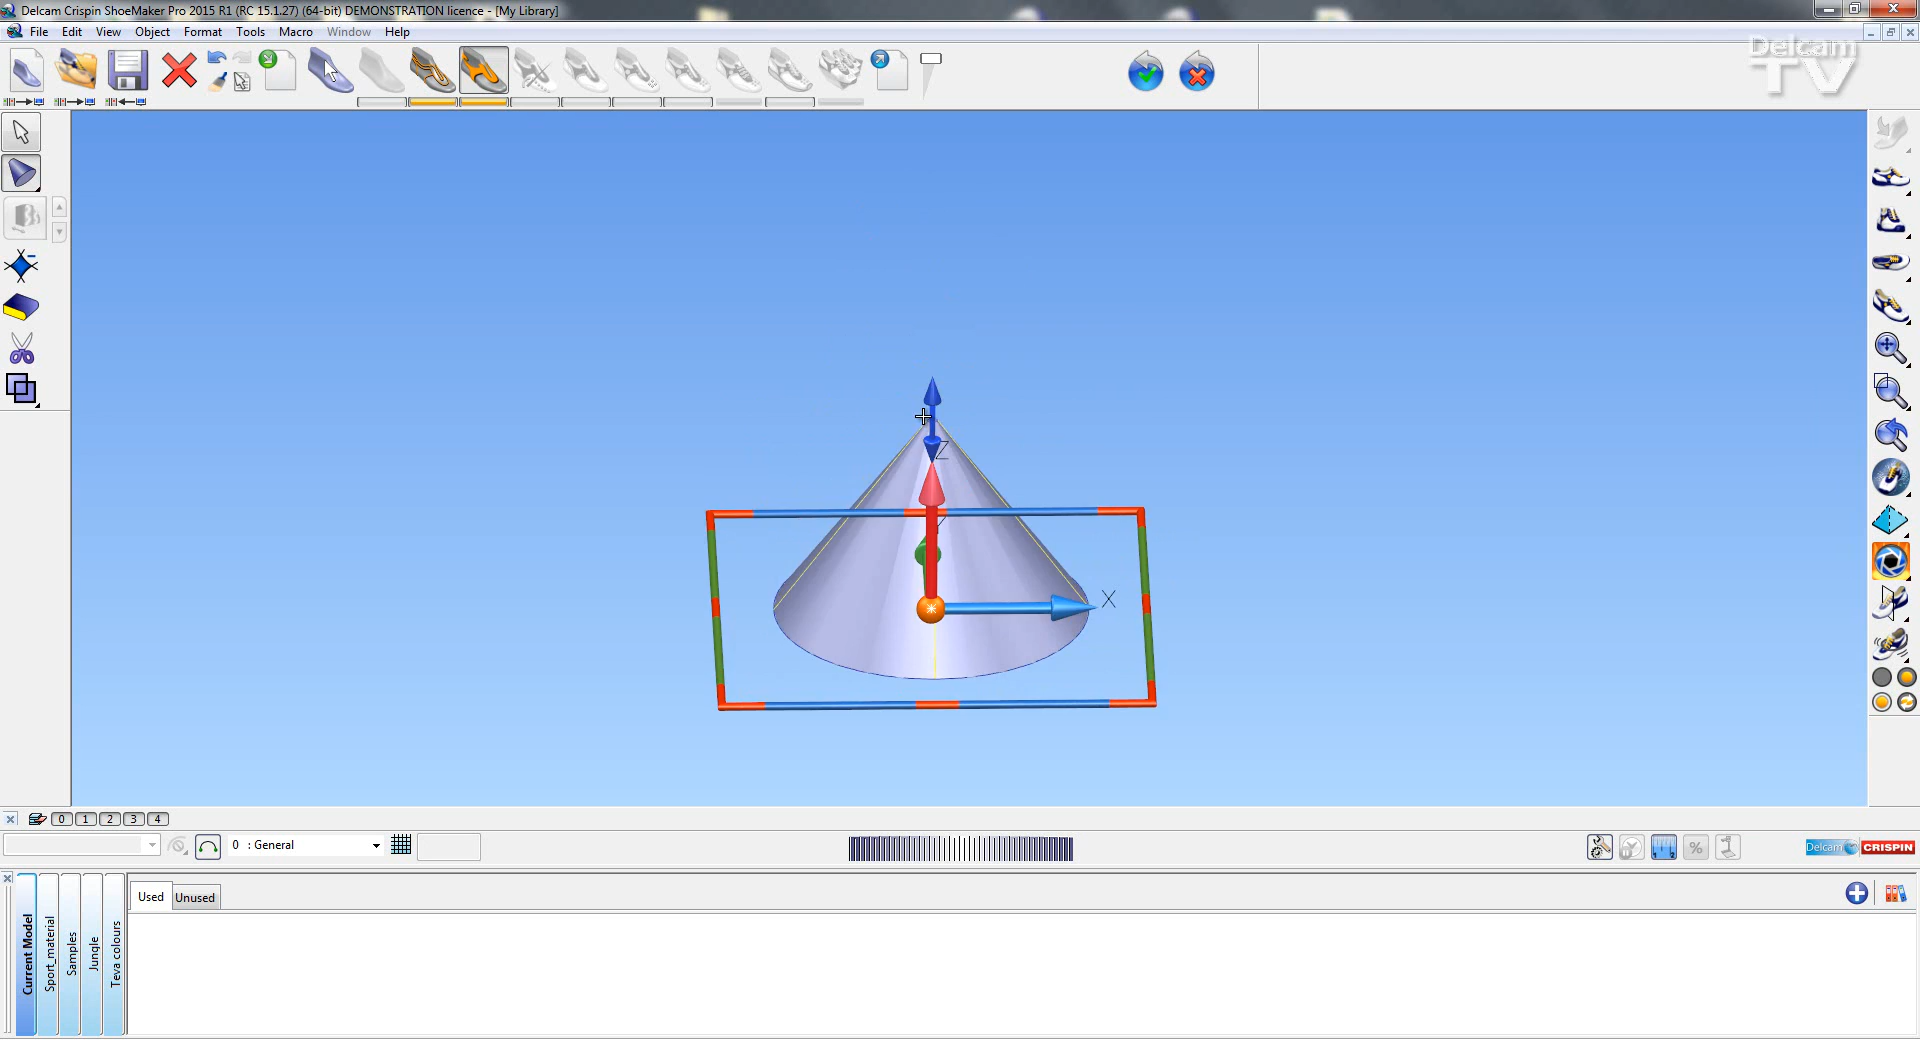 Delcam Crispin ShoeMaker Pro 2015 R1 (RC 15.1.27) (64-bit) DEMONSTRATION licence - [My Library]
File Edit View Object Format Tools Macro Window Help
Delcam
TV
Z
Y
X
0 1 2 3 4
0 : General
%
Delcam CRISPIN
Used Unused
Current Model
Sport_material
Samples
Jungle
Teva colours